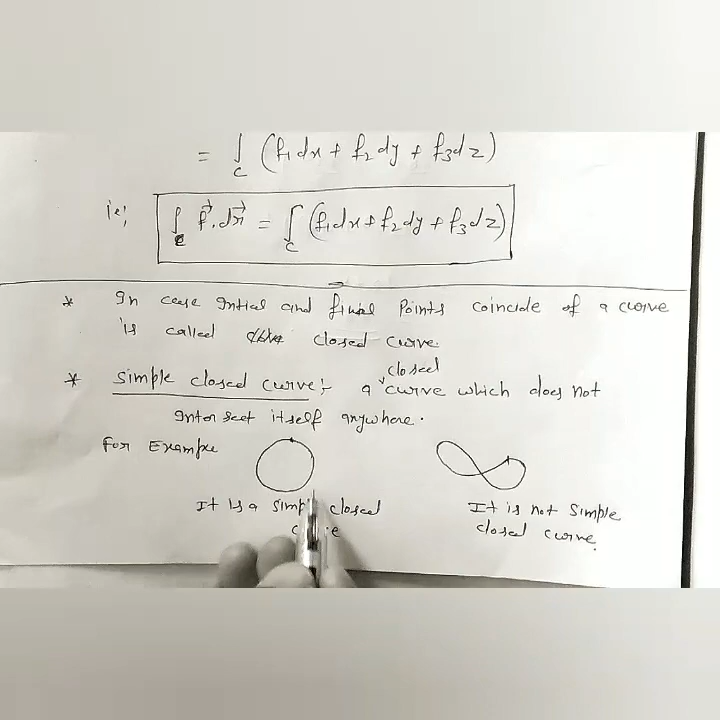 = ∫_C (f₁dx + f₂dy + f₃dz)
ie; ∫_C f⃗.dr⃗ = ∫_C (f₁dx + f₂dy + f₃dz)
* In case Intial and final Points coincide of a curve
is called closed curve.
* Simple closed curve:- a closed curve which does not
Intersect itself anywhere.
for Example
It is a simple closed
It is not simple
closed curve.